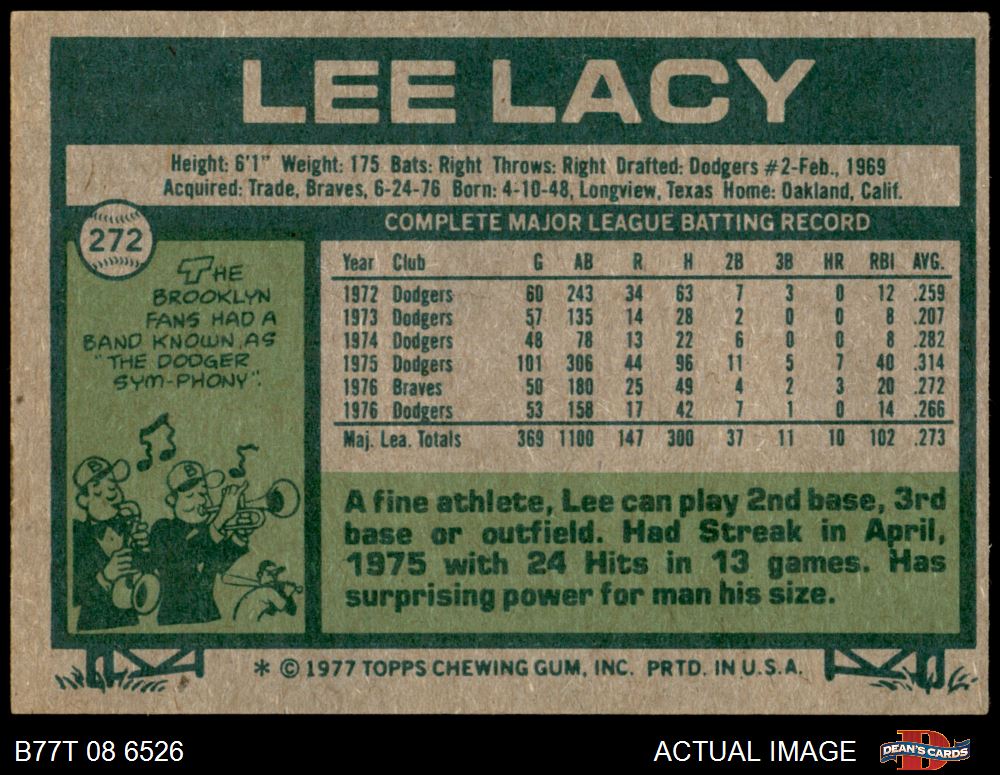 LEE LACY
Height: 6'1" Weight: 175 Bats: Right Throws: Right Drafted: Dodgers #2-Feb., 1969
Acquired: Trade, Braves, 6-24-76 Born: 4-10-48, Longview, Texas Home: Oakland, Calif.
272
COMPLETE MAJOR LEAGUE BATTING RECORD
THE
BROOKLYN
FANS HAD A
BAND KNOWN AS
"THE DODGER
SYM-PHONY".
Year Club G AB R H 2B 3B HR RBI AVG.
1972 Dodgers 60 243 34 63 7 3 0 12 .259
1973 Dodgers 57 135 14 28 2 0 0 8 .207
1974 Dodgers 48 78 13 22 6 0 0 8 .282
1975 Dodgers 101 306 44 96 11 5 7 40 .314
1976 Braves 50 180 25 49 4 2 3 20 .272
1976 Dodgers 53 158 17 42 7 1 0 14 .266
Maj. Lea. Totals 369 1100 147 300 37 11 10 102 .273
A fine athlete, Lee can play 2nd base, 3rd
base or outfield. Had Streak in April,
1975 with 24 Hits in 13 games. Has
surprising power for man his size.
* © 1977 TOPPS CHEWING GUM, INC. PRTD. IN U.S.A.
B77T 08 6526
ACTUAL IMAGE
DEAN'S CARDS